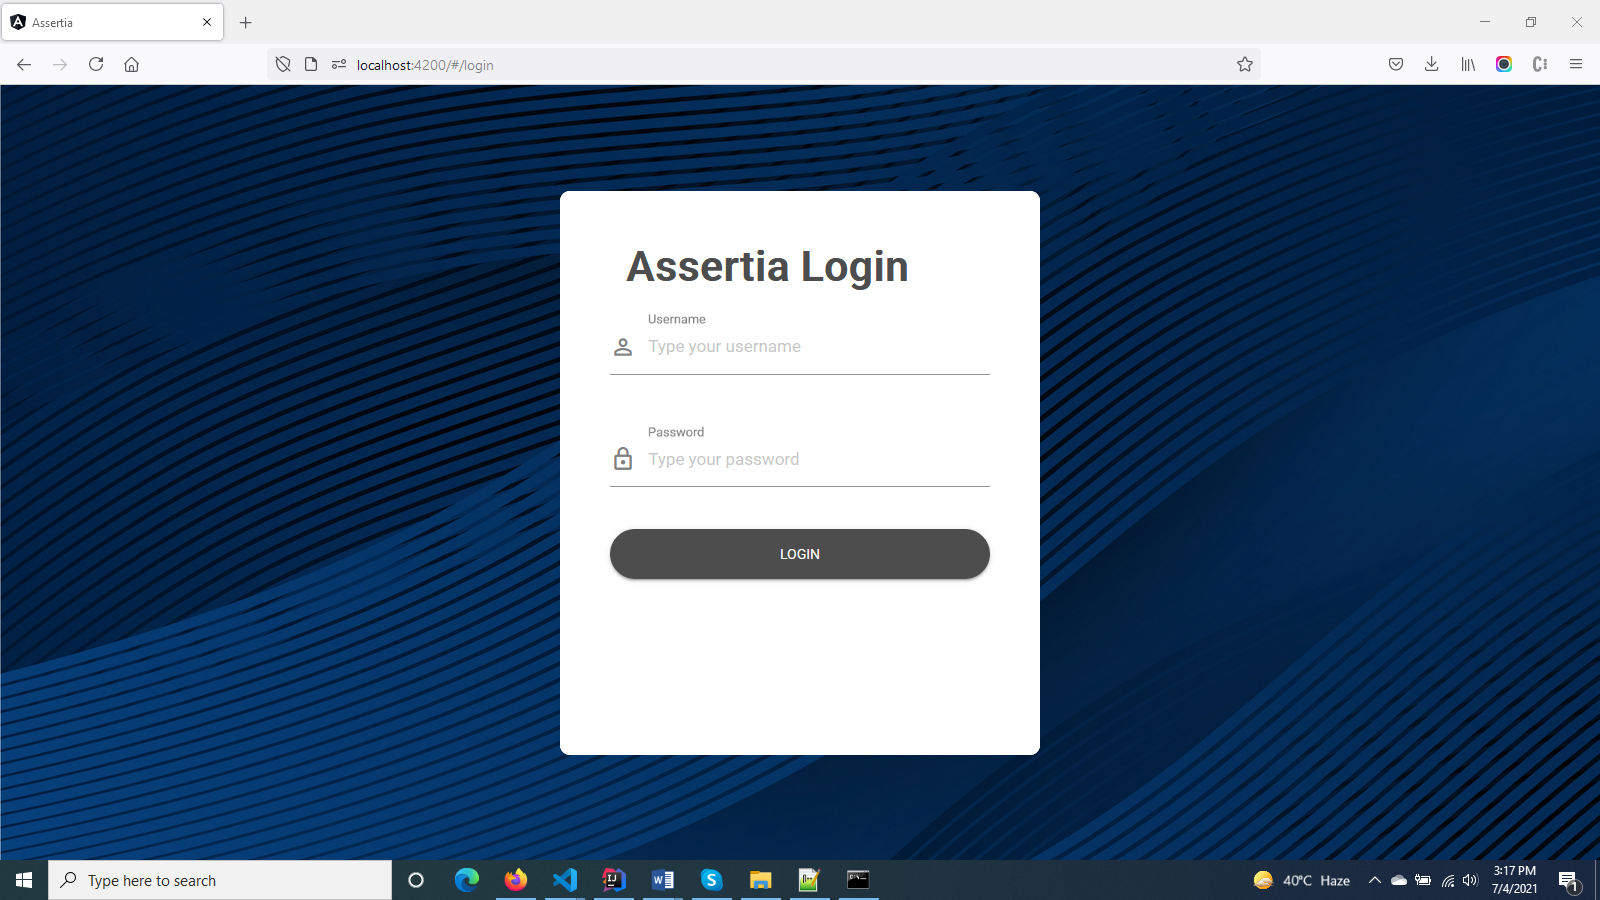 Assertia
localhost:4200/#/login
Assertia Login
Username
Type your username
Password
Type your password
LOGIN
Type here to search
40°C Haze
3:17 PM
7/4/2021
1